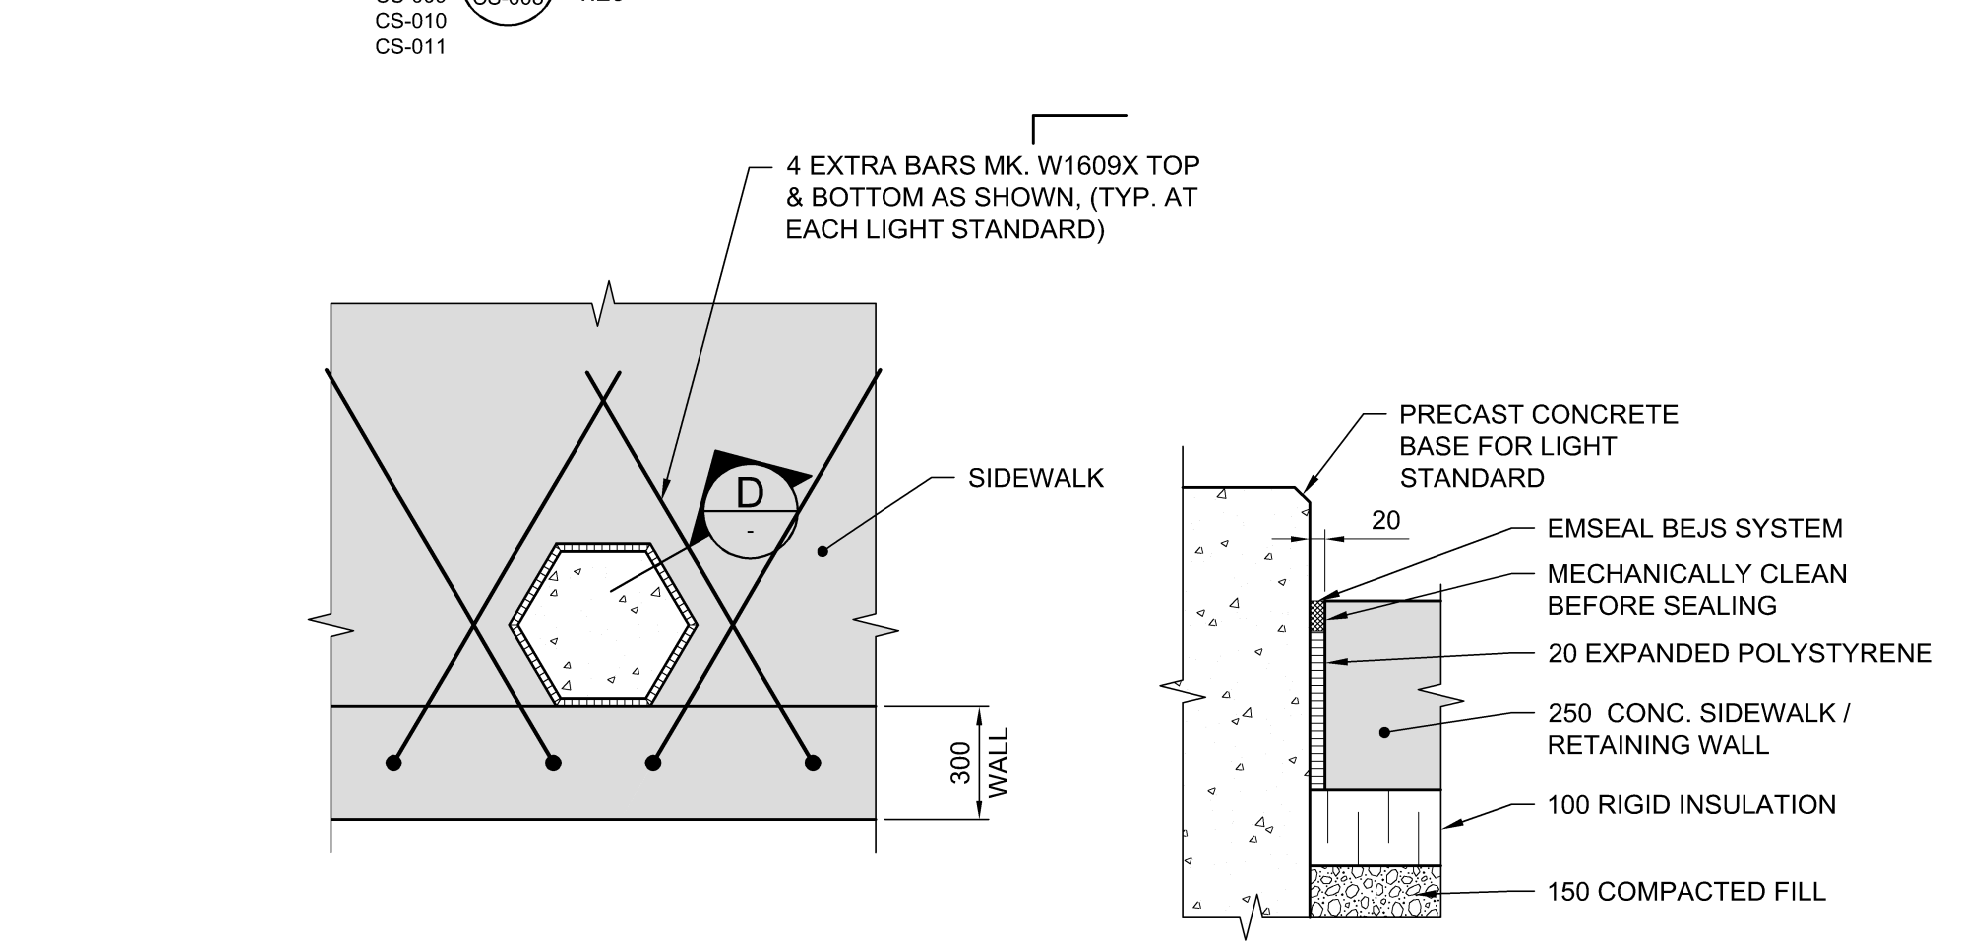 CS-010
CS-011
4 EXTRA BARS MK. W1609X TOP
& BOTTOM AS SHOWN, (TYP. AT
EACH LIGHT STANDARD)
D
-
SIDEWALK
300
WALL
PRECAST CONCRETE
BASE FOR LIGHT
STANDARD
20
EMSEAL BEJS SYSTEM
MECHANICALLY CLEAN
BEFORE SEALING
20 EXPANDED POLYSTYRENE
250 CONC. SIDEWALK /
RETAINING WALL
100 RIGID INSULATION
150 COMPACTED FILL